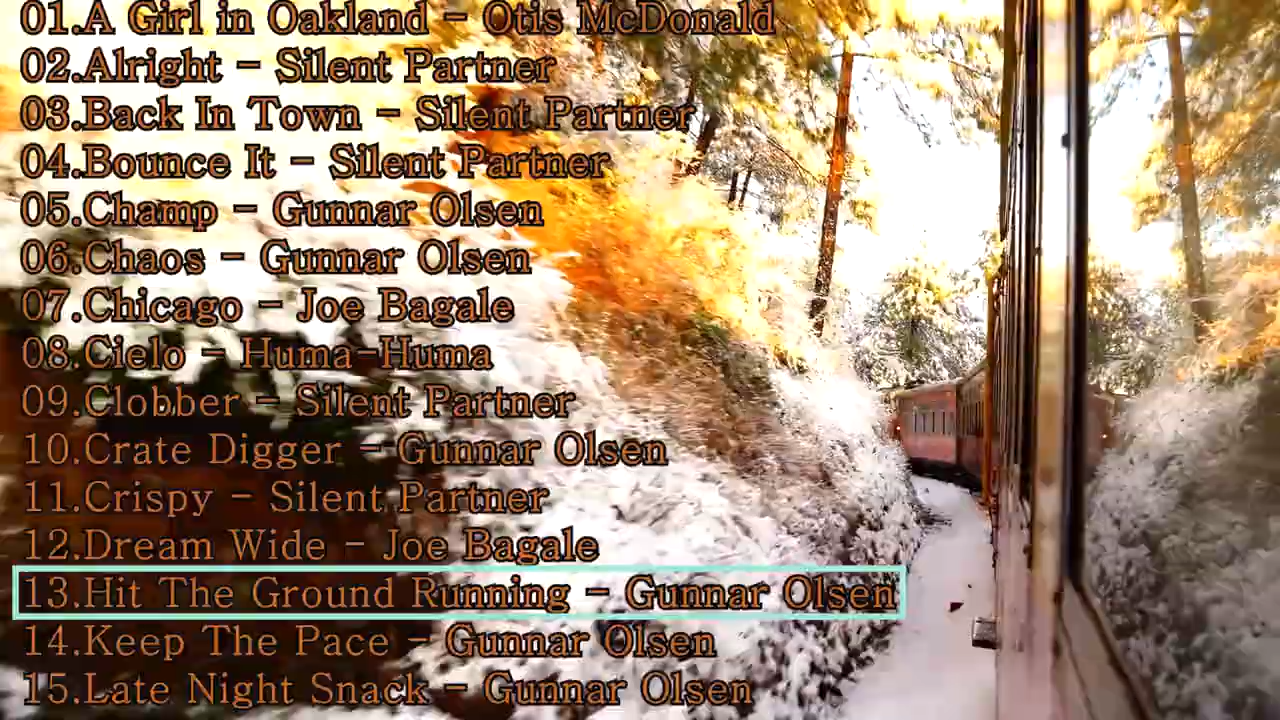 01.A Girl in Oakland - Otis McDonald
02.Alright - Silent Partner
03.Back In Town - Silent Partner
04.Bounce It - Silent Partner
05.Champ - Gunnar Olsen
06.Chaos - Gunnar Olsen
07.Chicago - Joe Bagale
08.Cielo - Huma-Huma
09.Clobber - Silent Partner
10.Crate Digger - Gunnar Olsen
11.Crispy - Silent Partner
12.Dream Wide - Joe Bagale
13.Hit The Ground Running - Gunnar Olsen
14.Keep The Pace - Gunnar Olsen
15.Late Night Snack - Gunnar Olsen